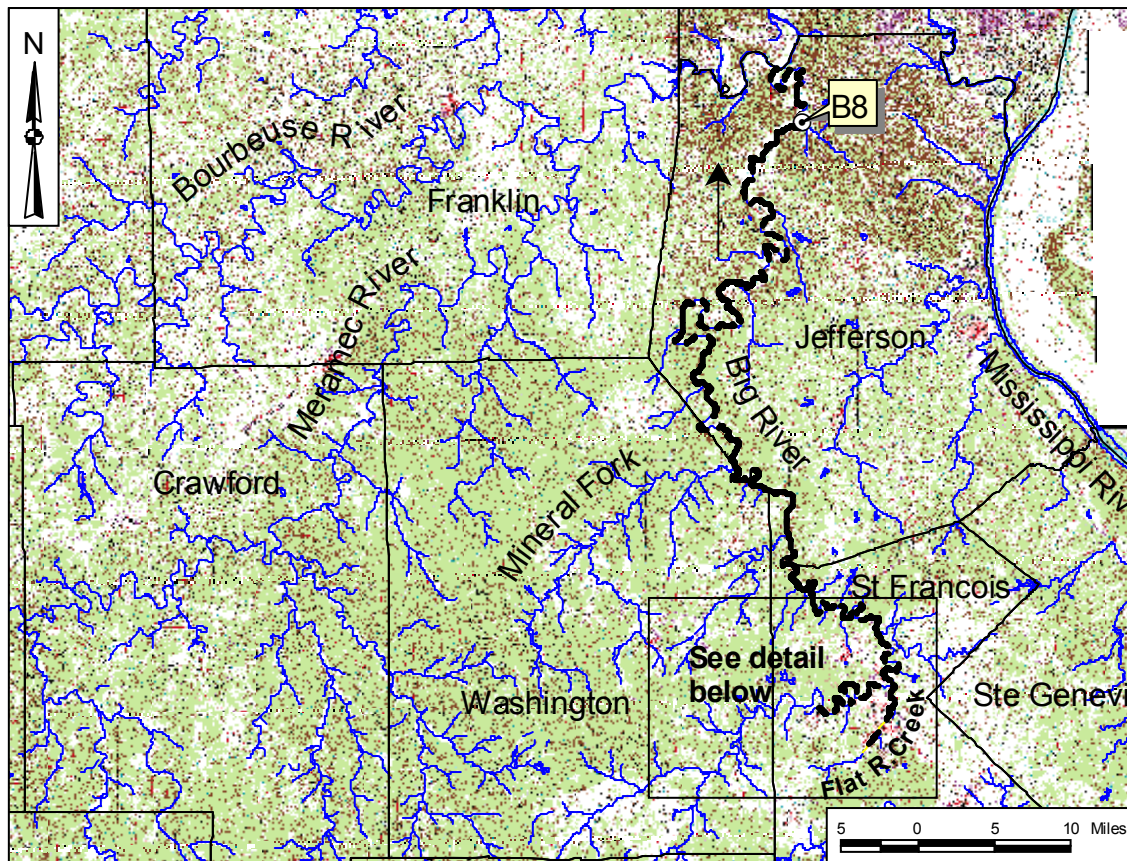 N
B8
Bourbeuse River
Franklin
Meramec River
Jefferson
Big River
Mississippi Riv
Crawford
Mineral Fork
St Francois
See detail
below
Washington
Ste Genevi
Flat R. Creek
5 0 5 10 Miles